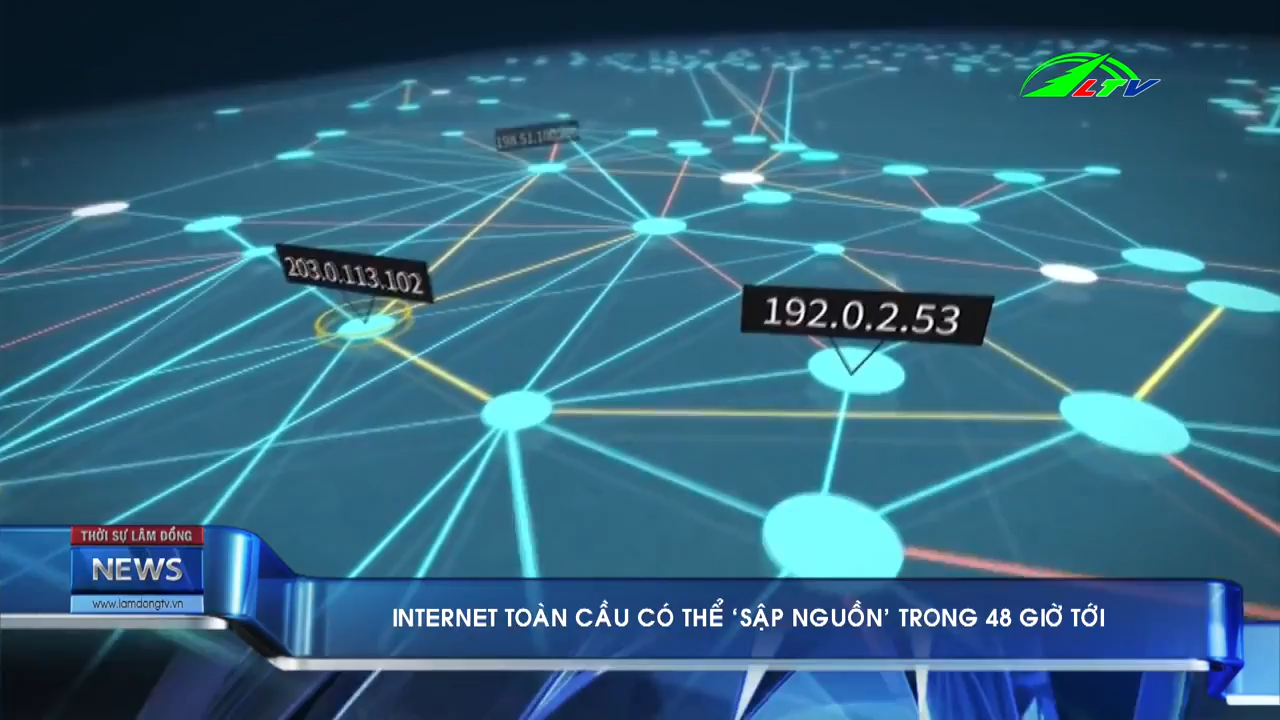 LTV
203.0.113.102
192.0.2.53
THỜI SỰ LÂM ĐỒNG
NEWS
www.lamdongtv.vn
INTERNET TOÀN CẦU CÓ THỂ ‘SẬP NGUỒN’ TRONG 48 GIỜ TỚI